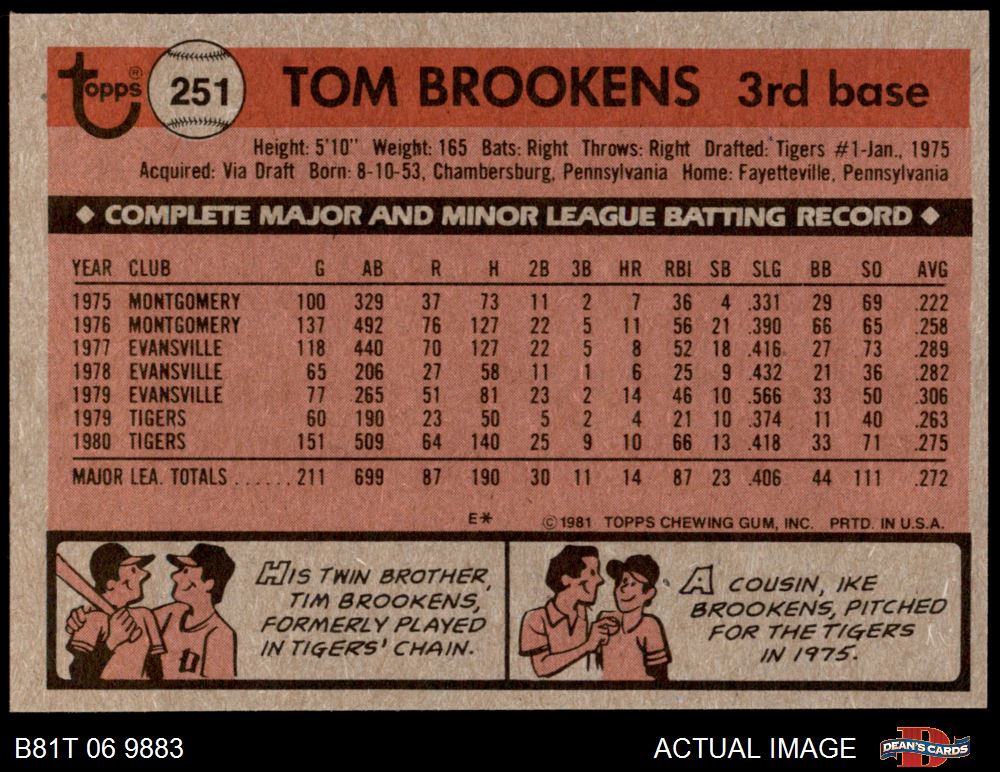 topps® 251 TOM BROOKENS 3rd base
Height: 5'10" Weight: 165 Bats: Right Throws: Right Drafted: Tigers #1-Jan., 1975
Acquired: Via Draft Born: 8-10-53, Chambersburg, Pennsylvania Home: Fayetteville, Pennsylvania
◆ COMPLETE MAJOR AND MINOR LEAGUE BATTING RECORD ◆
YEAR CLUB G AB R H 2B 3B HR RBI SB SLG BB SO AVG
1975 MONTGOMERY 100 329 37 73 11 2 7 36 4 .331 29 69 .222
1976 MONTGOMERY 137 492 76 127 22 5 11 56 21 .390 66 65 .258
1977 EVANSVILLE 118 440 70 127 22 5 8 52 18 .416 27 73 .289
1978 EVANSVILLE 65 206 27 58 11 1 6 25 9 .432 21 36 .282
1979 EVANSVILLE 77 265 51 81 23 2 14 46 10 .566 33 50 .306
1979 TIGERS 60 190 23 50 5 2 4 21 10 .374 11 40 .263
1980 TIGERS 151 509 64 140 25 9 10 66 13 .418 33 71 .275
MAJOR LEA. TOTALS ...... 211 699 87 190 30 11 14 87 23 .406 44 111 .272
E* © 1981 TOPPS CHEWING GUM, INC. PRTD. IN U.S.A.
HIS TWIN BROTHER,
TIM BROOKENS,
FORMERLY PLAYED
IN TIGERS' CHAIN.
A COUSIN, IKE
BROOKENS, PITCHED
FOR THE TIGERS
IN 1975.
B81T 06 9883 ACTUAL IMAGE DEAN'S CARDS